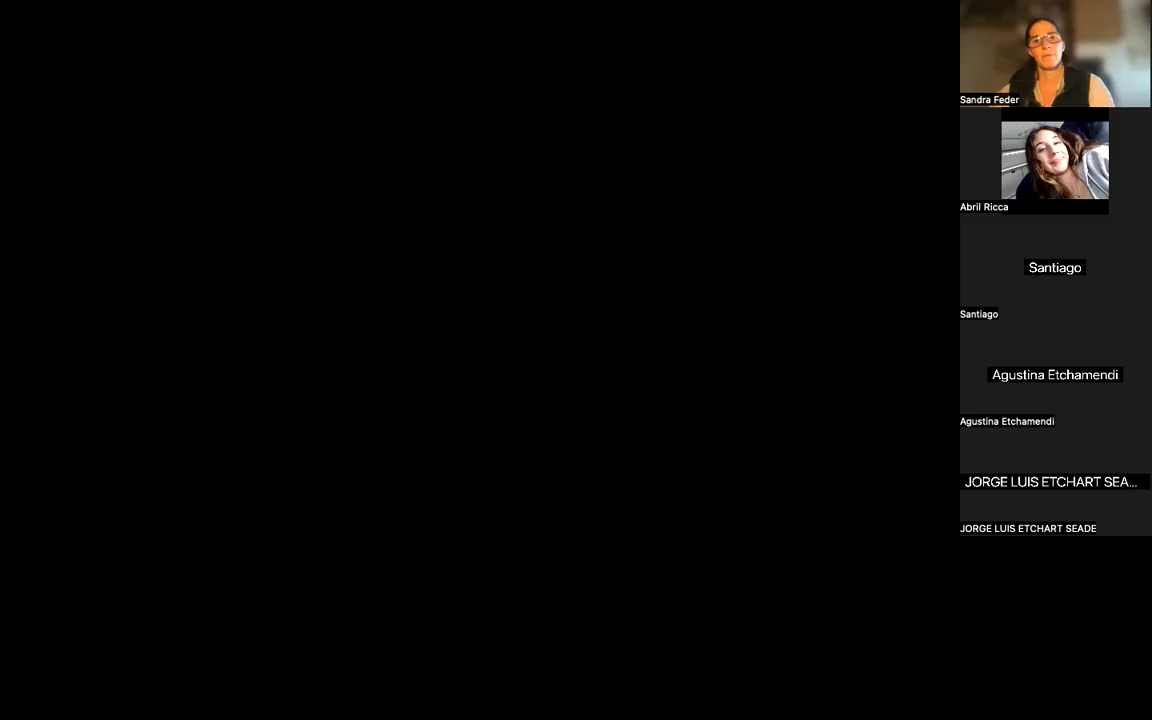 Sandra Feder
Abril Ricca
Santiago
Santiago
Agustina Etchamendi
Agustina Etchamendi
JORGE LUIS ETCHART SEA...
JORGE LUIS ETCHART SEADE